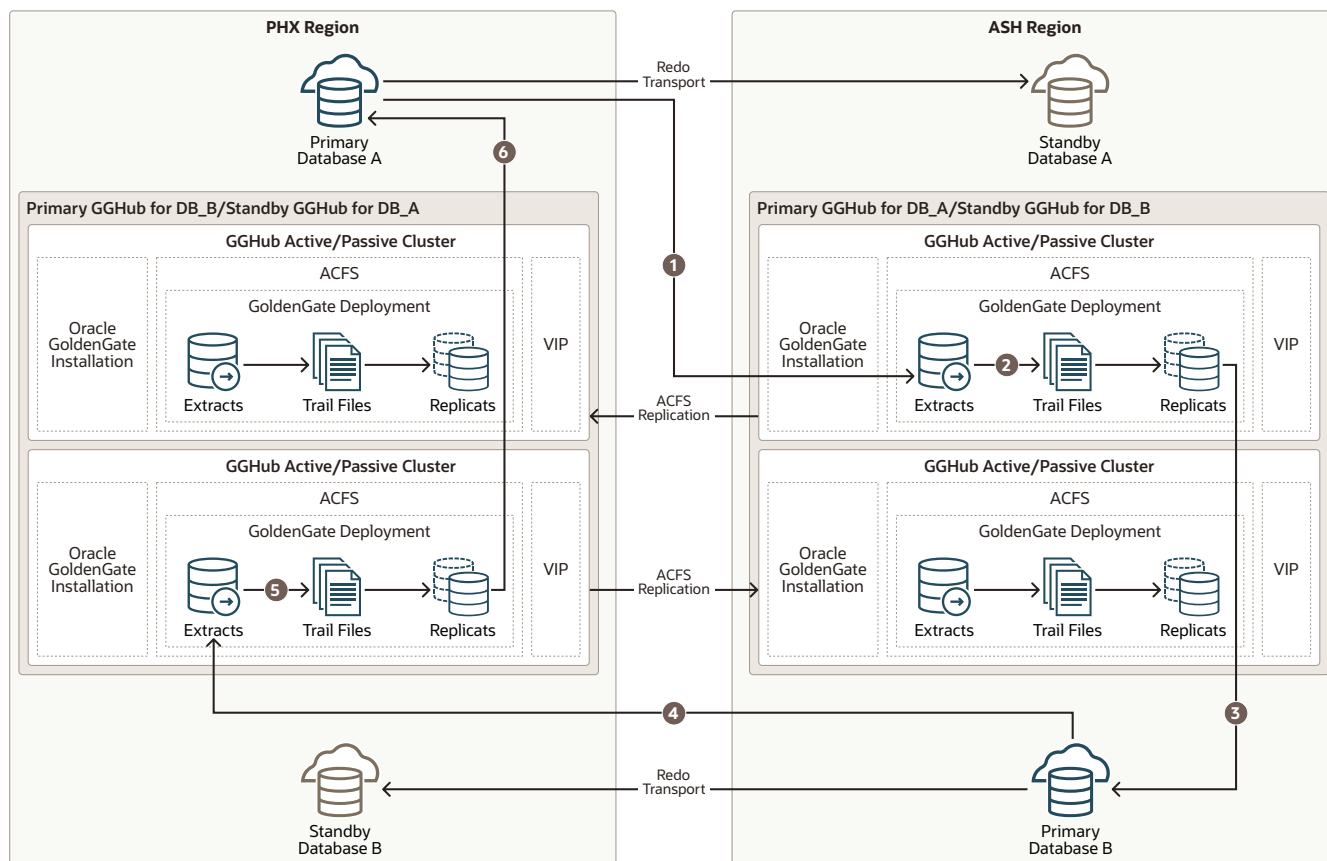 PHX Region
Primary
Database A
6
Primary GGHub for DB_B/Standby GGHub for DB_A
GGHub Active/Passive Cluster
ACFS
GoldenGate Deployment
Oracle
GoldenGate
Installation
Extracts
Trail Files
Replicats
VIP
GGHub Active/Passive Cluster
ACFS
GoldenGate Deployment
Oracle
GoldenGate
Installation
5
Extracts
Trail Files
Replicats
VIP
Standby
Database B
Redo
Transport
1
ACFS
Replication
ACFS
Replication
4
Redo
Transport
ASH Region
Standby
Database A
Primary GGHub for DB_A/Standby GGHub for DB_B
GGHub Active/Passive Cluster
ACFS
GoldenGate Deployment
Oracle
GoldenGate
Installation
2
Extracts
Trail Files
Replicats
VIP
GGHub Active/Passive Cluster
ACFS
GoldenGate Deployment
Oracle
GoldenGate
Installation
Extracts
Trail Files
Replicats
VIP
3
Primary
Database B